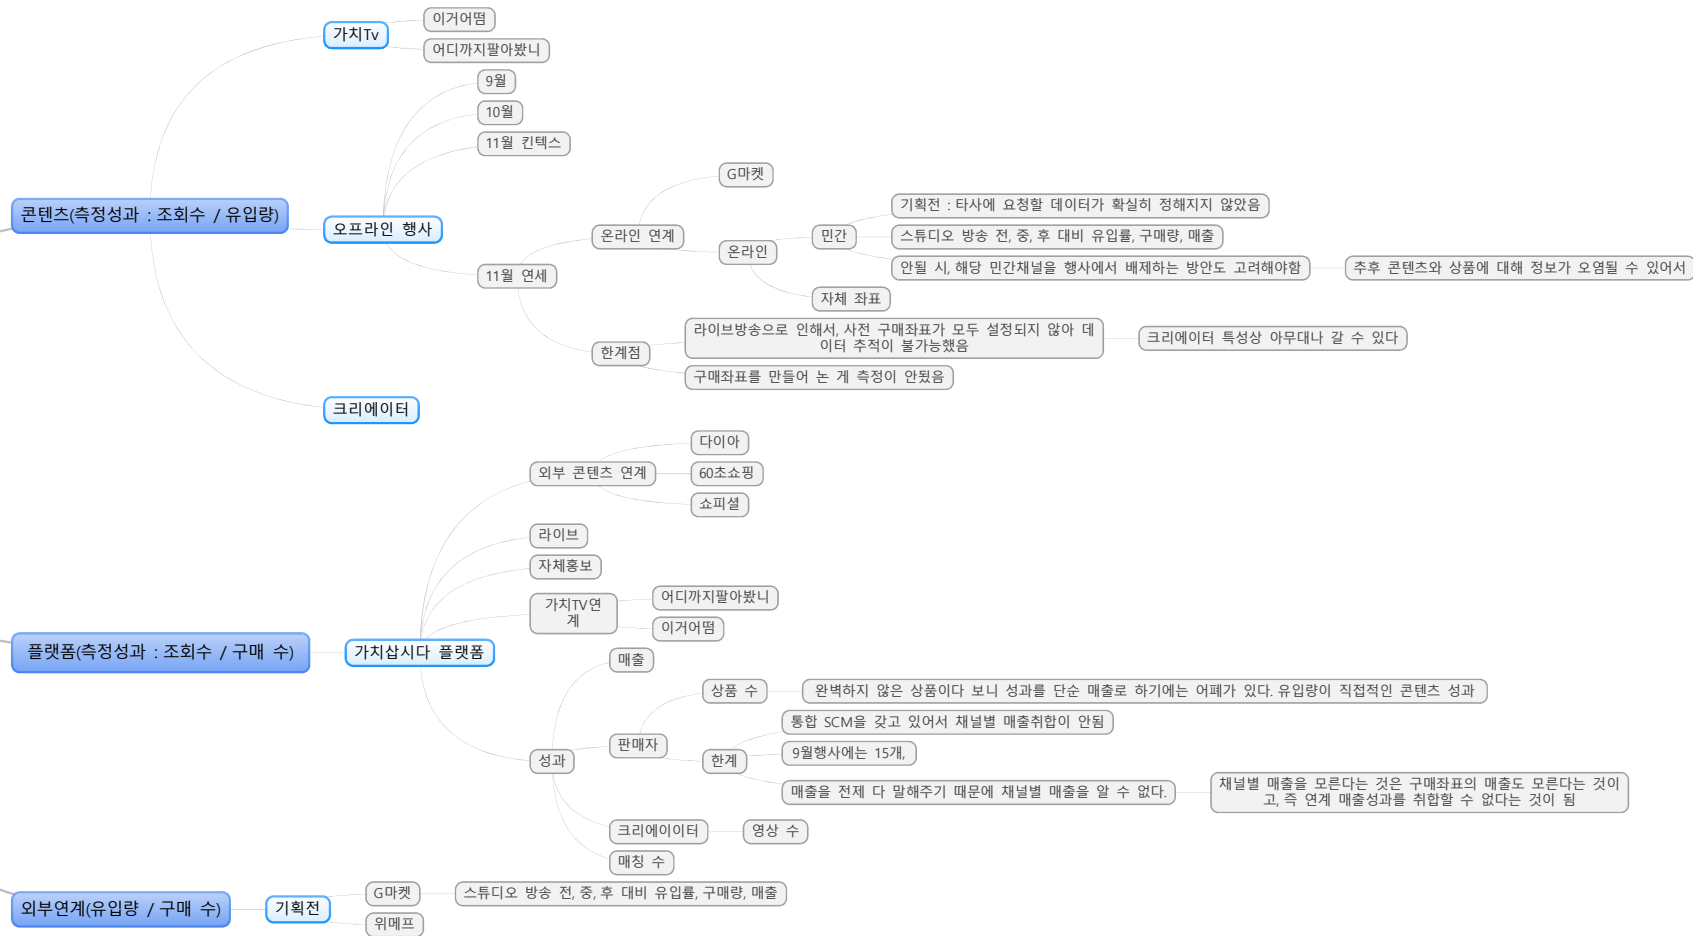 가치Tv
이거어떰
어디까지팔아봤니
9월
10월
11월 킨텍스
콘텐츠(측정성과 : 조회수 / 유입량)
오프라인 행사
11월 연세
온라인 연계
G마켓
온라인
민간
기획전 : 타사에 요청할 데이터가 확실히 정해지지 않았음
스튜디오 방송 전, 중, 후 대비 유입률, 구매량, 매출
안될 시, 해당 민간채널을 행사에서 배제하는 방안도 고려해야함
추후 콘텐츠와 상품에 대해 정보가 오염될 수 있어서
자체 좌표
한계점
라이브방송으로 인해서, 사전 구매좌표가 모두 설정되지 않아 데
이터 추적이 불가능했음
크리에이터 특성상 아무대나 갈 수 있다
구매좌표를 만들어 논 게 측정이 안됬음
크리에이터
플랫폼(측정성과 : 조회수 / 구매 수)
가치삽시다 플랫폼
외부 콘텐츠 연계
다이아
60초쇼핑
쇼피셜
라이브
자체홍보
가치TV연
계
어디까지팔아봤니
이거어떰
성과
매출
판매자
상품 수
완벽하지 않은 상품이다 보니 성과를 단순 매출로 하기에는 어폐가 있다. 유입량이 직접적인 콘텐츠 성과
한계
통합 SCM을 갖고 있어서 채널별 매출취합이 안됨
9월행사에는 15개,
매출을 전제 다 말해주기 때문에 채널별 매출을 알 수 없다.
채널별 매출을 모른다는 것은 구매좌표의 매출도 모른다는 것이
고, 즉 연계 매출성과를 취합할 수 없다는 것이 됨
크리에이이터
영상 수
매칭 수
외부연계(유입량 / 구매 수)
기획전
G마켓
스튜디오 방송 전, 중, 후 대비 유입률, 구매량, 매출
위메프